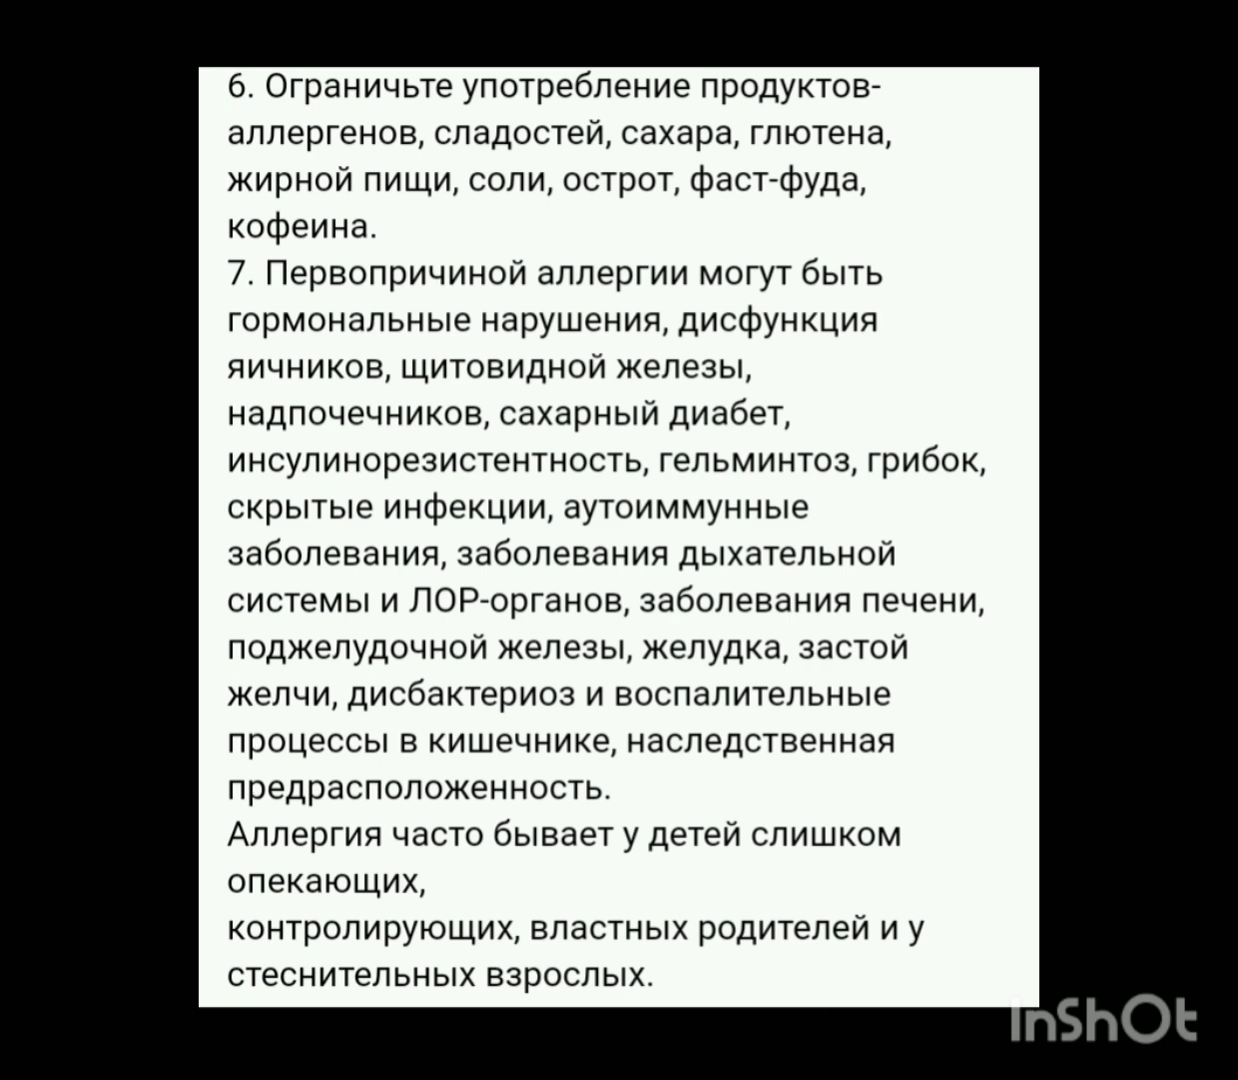 6. Ограничьте употребление продуктов-
аллергенов, сладостей, сахара, глютена,
жирной пищи, соли, острот, фаст-фуда,
кофеина.
7. Первопричиной аллергии могут быть
гормональные нарушения, дисфункция
яичников, щитовидной железы,
надпочечников, сахарный диабет,
инсулинорезистентность, гельминтоз, грибок,
скрытые инфекции, аутоиммунные
заболевания, заболевания дыхательной
системы и ЛОР-органов, заболевания печени,
поджелудочной железы, желудка, застой
желчи, дисбактериоз и воспалительные
процессы в кишечнике, наследственная
предрасположенность.
Аллергия часто бывает у детей слишком
опекающих,
контролирующих, властных родителей и у
стеснительных взрослых.
InShOt